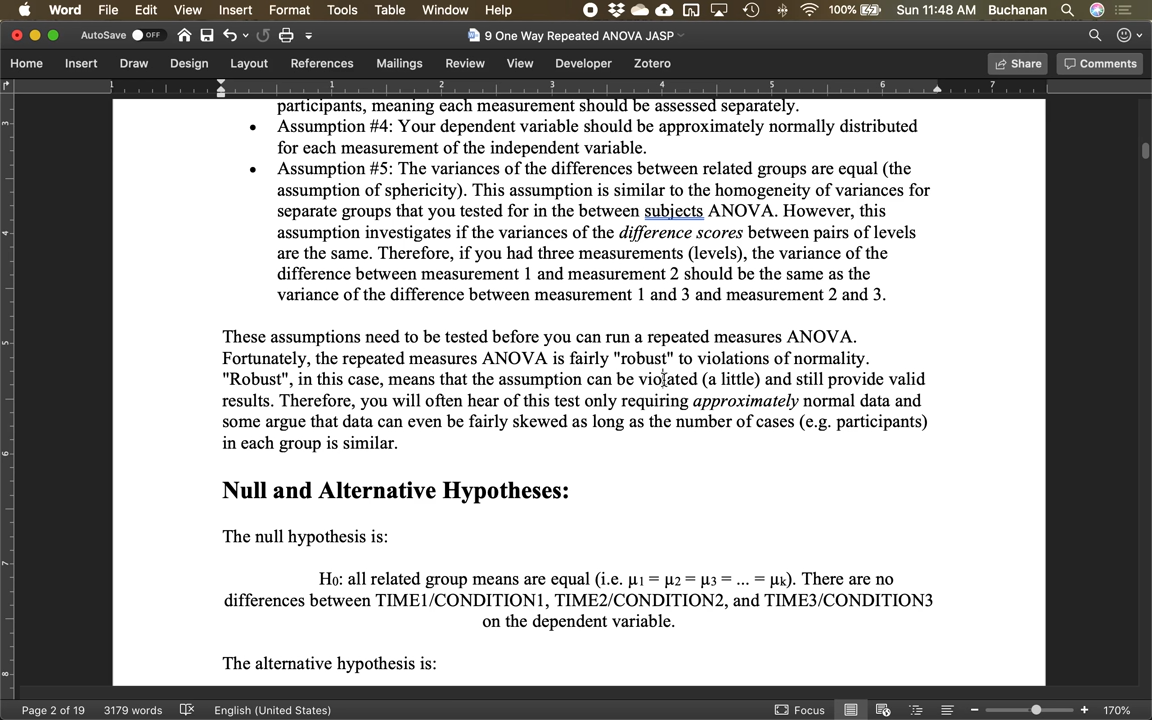 Word File Edit View Insert Format Tools Table Window Help 100% Sun 11:48 AM Buchanan
AutoSave OFF 9 One Way Repeated ANOVA JASP
Home Insert Draw Design Layout References Mailings Review View Developer Zotero Share Comments
1 1 2 3 4 5 6 7
participants, meaning each measurement should be assessed separately.
• Assumption #4: Your dependent variable should be approximately normally distributed
for each measurement of the independent variable.
• Assumption #5: The variances of the differences between related groups are equal (the
assumption of sphericity). This assumption is similar to the homogeneity of variances for
separate groups that you tested for in the between subjects ANOVA. However, this
assumption investigates if the variances of the difference scores between pairs of levels
are the same. Therefore, if you had three measurements (levels), the variance of the
difference between measurement 1 and measurement 2 should be the same as the
variance of the difference between measurement 1 and 3 and measurement 2 and 3.
These assumptions need to be tested before you can run a repeated measures ANOVA.
Fortunately, the repeated measures ANOVA is fairly "robust" to violations of normality.
"Robust", in this case, means that the assumption can be violated (a little) and still provide valid
results. Therefore, you will often hear of this test only requiring approximately normal data and
some argue that data can even be fairly skewed as long as the number of cases (e.g. participants)
in each group is similar.
Null and Alternative Hypotheses:
The null hypothesis is:
H0: all related group means are equal (i.e. µ1 = µ2 = µ3 = ... = µk). There are no
differences between TIME1/CONDITION1, TIME2/CONDITION2, and TIME3/CONDITION3
on the dependent variable.
The alternative hypothesis is:
3
4
5
6
7
8
Page 2 of 19 3179 words English (United States) Focus 170%